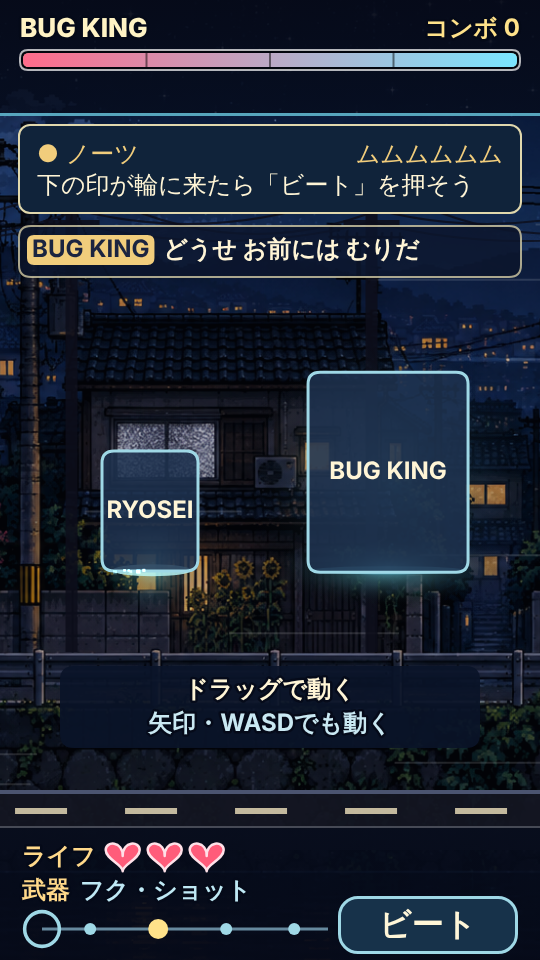 BUG KING
コンボ 0
ノーツ
ムムムムムム
下の印が輪に来たら「ビート」を押そう
BUG KING どうせ お前には むりだ
BUG KING
RYOSEI
ドラッグで動く
矢印・WASDでも動く
ライフ
武器 フク・ショット
ビート